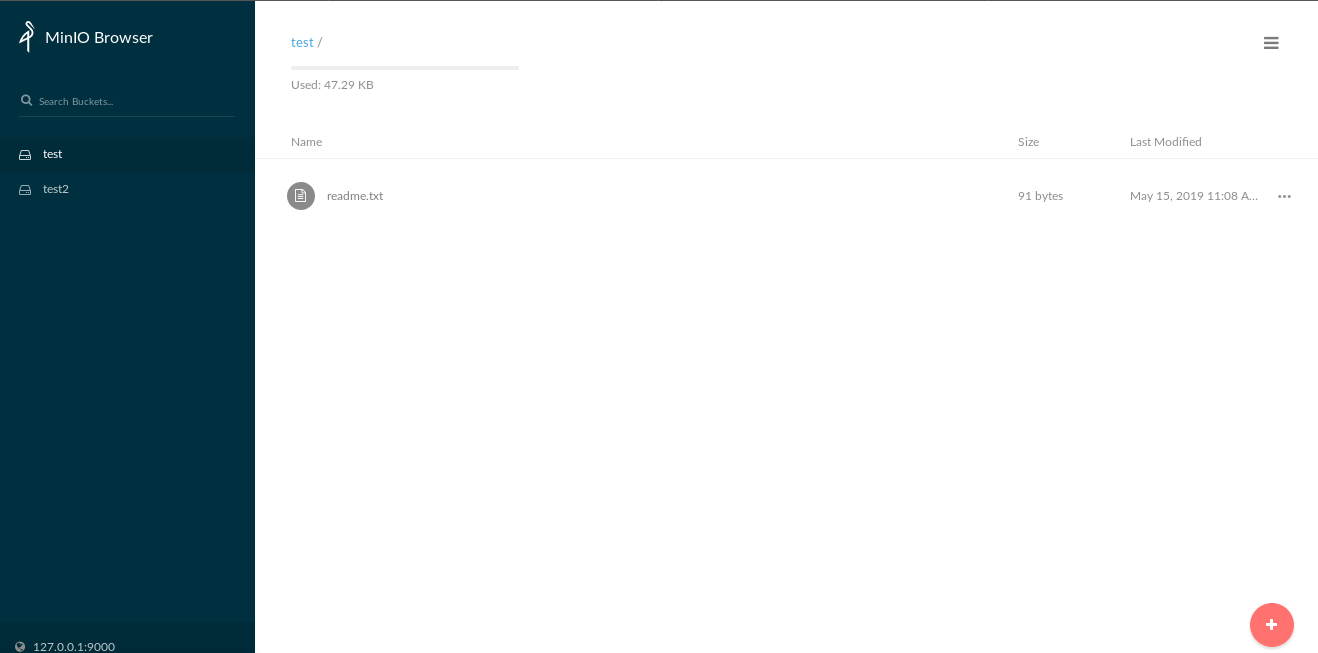 MinIO Browser
Search Buckets...
test
test2
127.0.0.1:9000
test /
Used: 47.29 KB
Name Size Last Modified
readme.txt 91 bytes May 15, 2019 11:08 A...